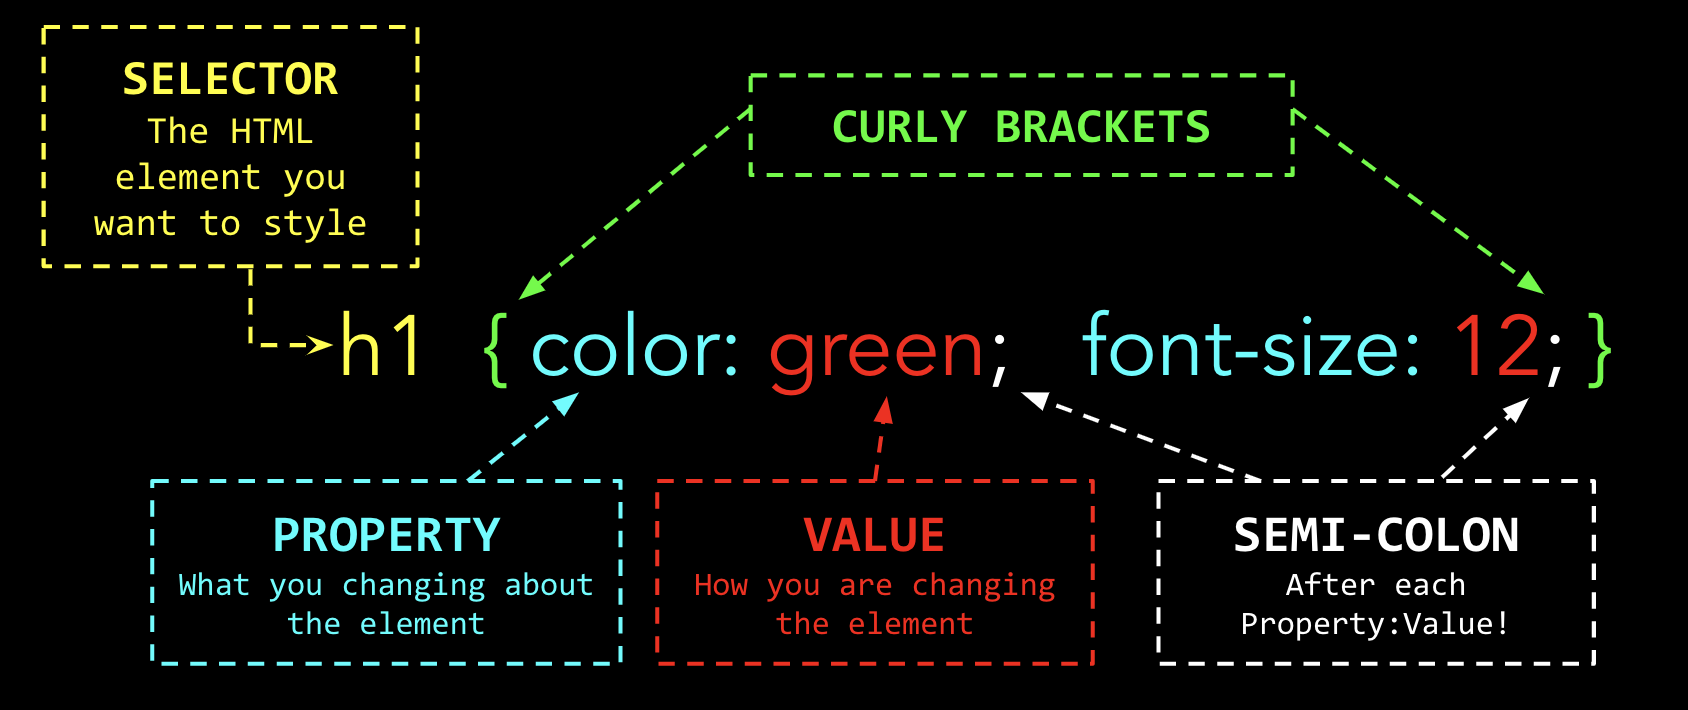 SELECTOR
The HTML
element you
want to style
CURLY BRACKETS
h1 { color: green; font-size: 12; }
PROPERTY
What you changing about
the element
VALUE
How you are changing
the element
SEMI-COLON
After each
Property:Value!